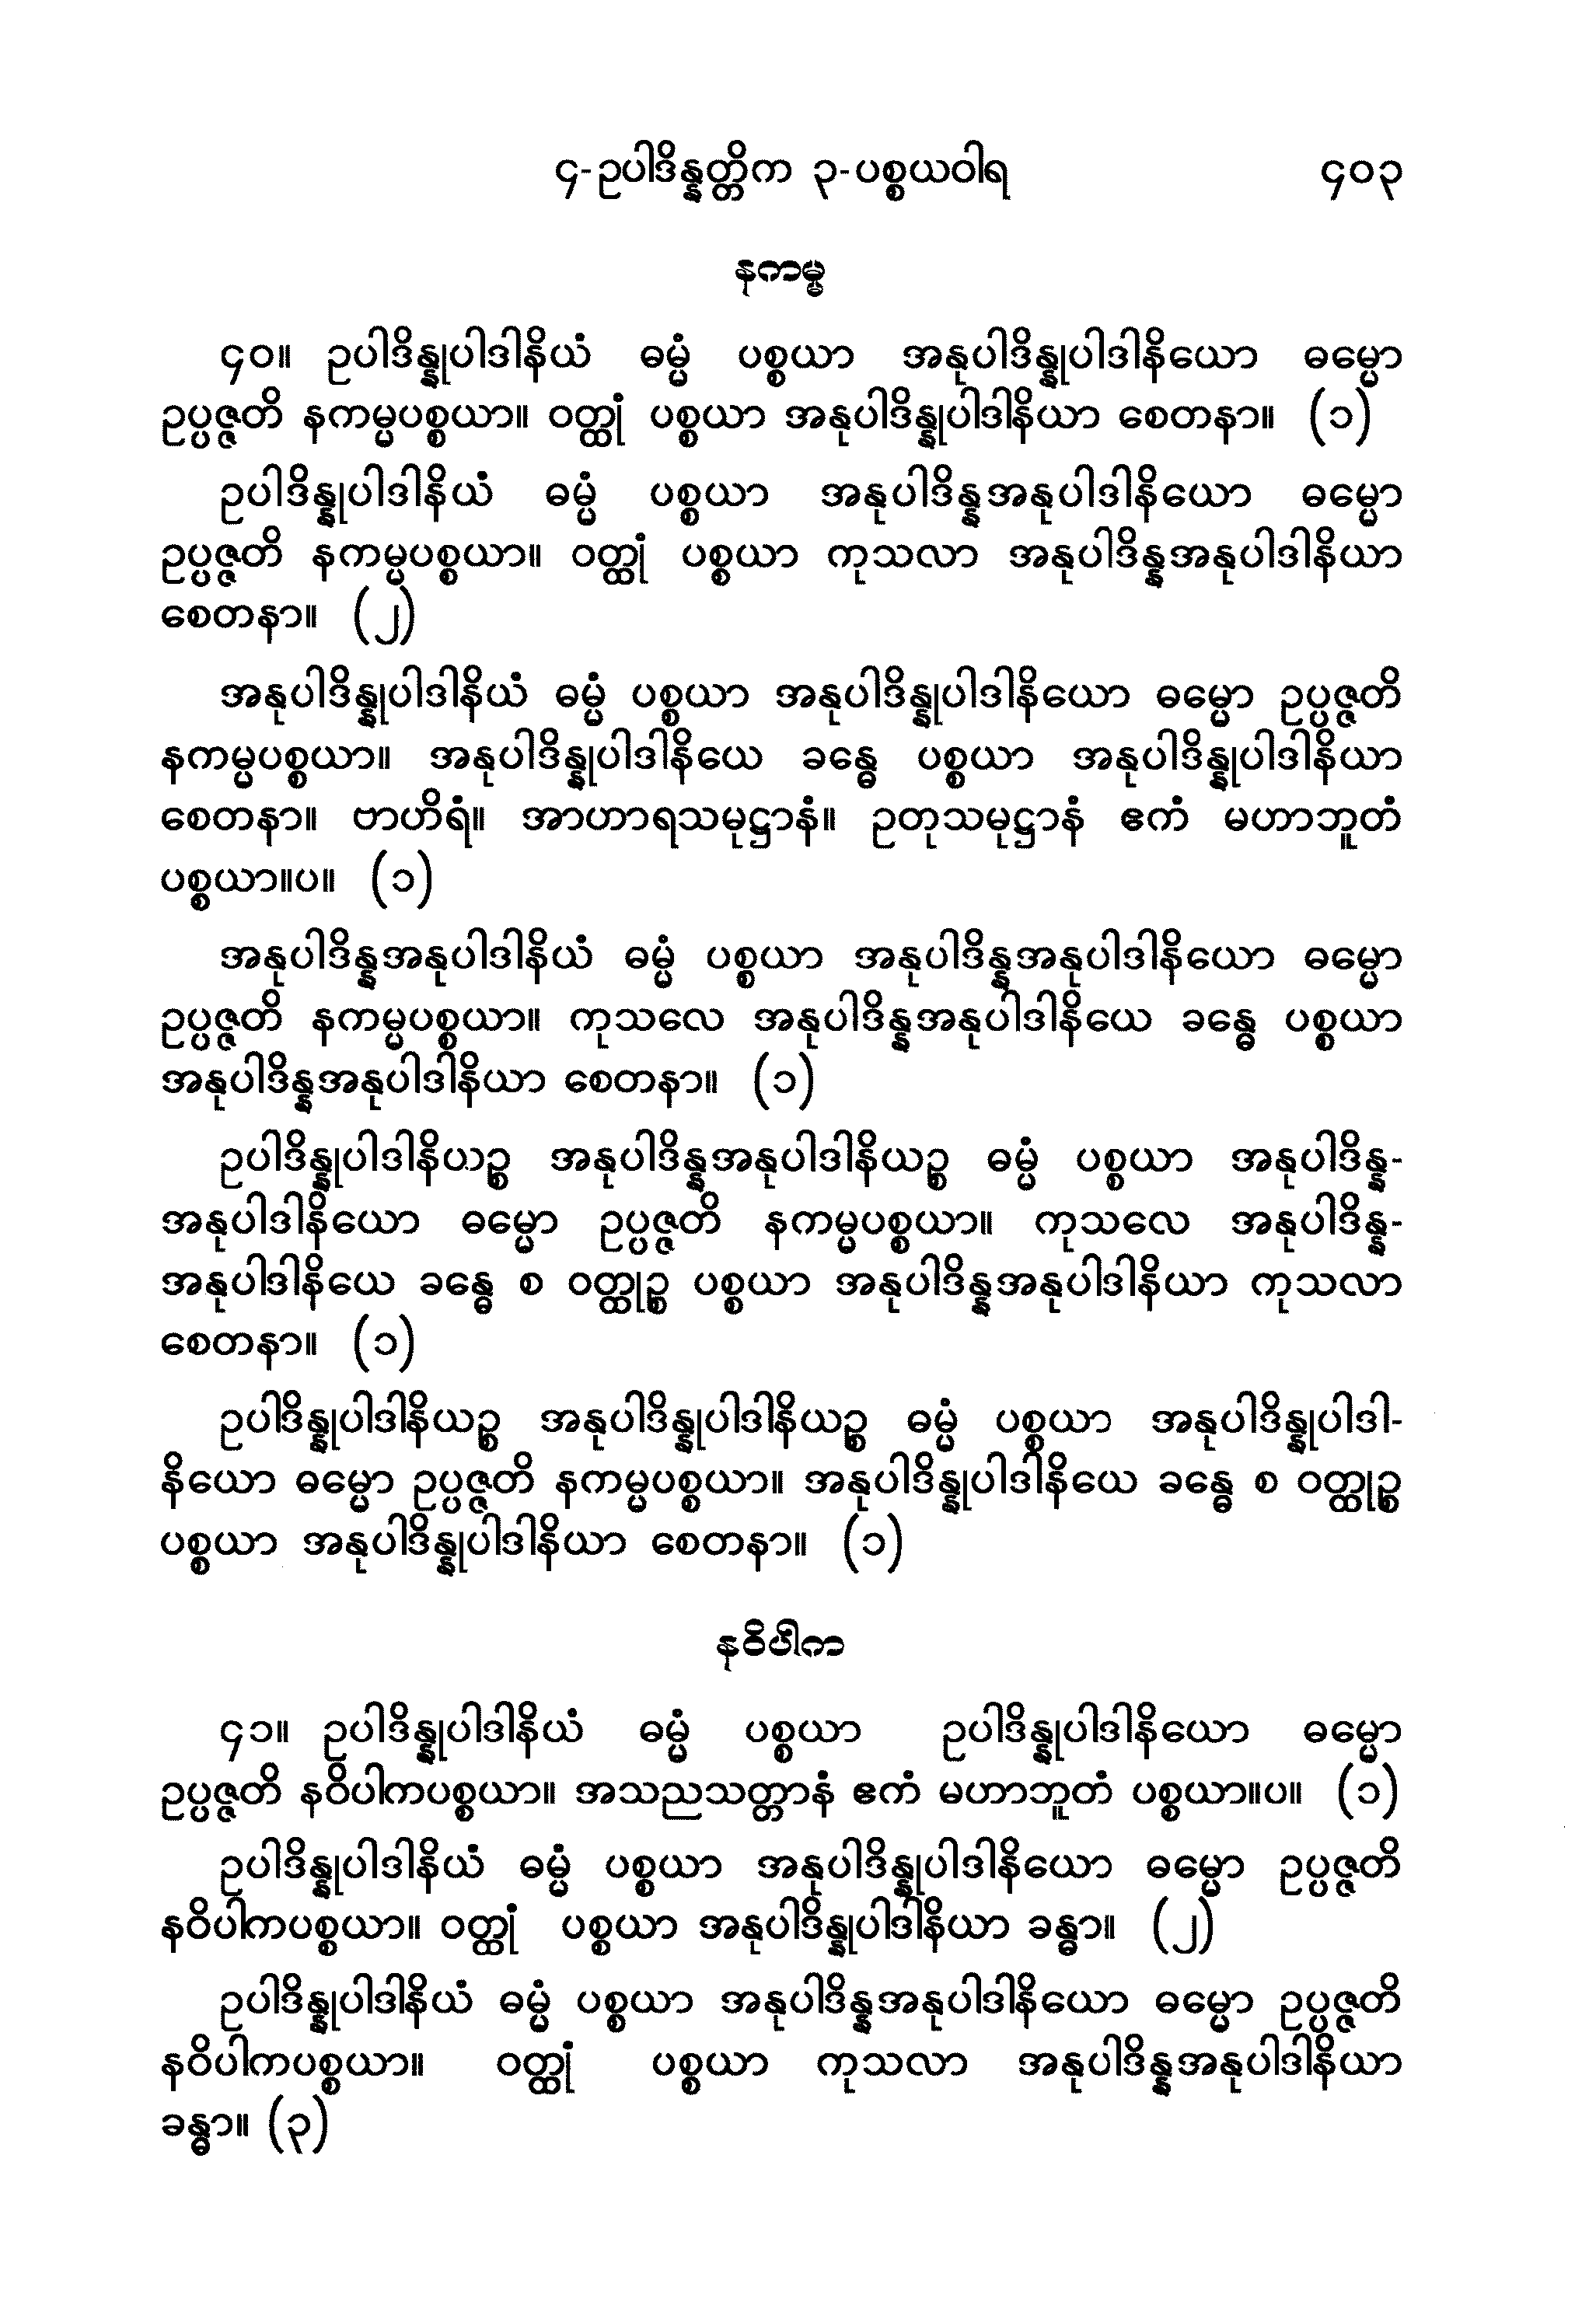 ၄-ဥပါဒိန္နတ္တိက ၃-ပစ္စယဝါရ ၄၀၃
နကမ္မ
၄၀။ ဥပါဒိန္နုပါဒါနိယံ ဓမ္မံ ပစ္စယာ အနုပါဒိန္နုပါဒါနိယော ဓမ္မော
ဥပ္ပဇ္ဇတိ နကမ္မပစ္စယာ။ ဝတ္ထုံ ပစ္စယာ အနုပါဒိန္နုပါဒါနိယာ စေတနာ။ (၁)
ဥပါဒိန္နုပါဒါနိယံ ဓမ္မံ ပစ္စယာ အနုပါဒိန္နအနုပါဒါနိယော ဓမ္မော
ဥပ္ပဇ္ဇတိ နကမ္မပစ္စယာ။ ဝတ္ထုံ ပစ္စယာ ကုသလာ အနုပါဒိန္နအနုပါဒါနိယာ
စေတနာ။ (၂)
အနုပါဒိန္နုပါဒါနိယံ ဓမ္မံ ပစ္စယာ အနုပါဒိန္နုပါဒါနိယော ဓမ္မော ဥပ္ပဇ္ဇတိ
နကမ္မပစ္စယာ။ အနုပါဒိန္နုပါဒါနိယေ ခန္ဓေ ပစ္စယာ အနုပါဒိန္နုပါဒါနိယာ
စေတနာ။ ဗာဟိရံ။ အာဟာရသမုဋ္ဌာနံ။ ဥတုသမုဋ္ဌာနံ ဧကံ မဟာဘူတံ
ပစ္စယာ။ပ။ (၁)
အနုပါဒိန္နအနုပါဒါနိယံ ဓမ္မံ ပစ္စယာ အနုပါဒိန္နအနုပါဒါနိယော ဓမ္မော
ဥပ္ပဇ္ဇတိ နကမ္မပစ္စယာ။ ကုသလေ အနုပါဒိန္နအနုပါဒါနိယေ ခန္ဓေ ပစ္စယာ
အနုပါဒိန္နအနုပါဒါနိယာ စေတနာ။ (၁)
ဥပါဒိန္နုပါဒါနိယဉ္စ အနုပါဒိန္နအနုပါဒါနိယဉ္စ ဓမ္မံ ပစ္စယာ အနုပါဒိန္န-
အနုပါဒါနိယော ဓမ္မော ဥပ္ပဇ္ဇတိ နကမ္မပစ္စယာ။ ကုသလေ အနုပါဒိန္န-
အနုပါဒါနိယေ ခန္ဓေ စ ဝတ္ထုဉ္စ ပစ္စယာ အနုပါဒိန္နအနုပါဒါနိယာ ကုသလာ
စေတနာ။ (၁)
ဥပါဒိန္နုပါဒါနိယဉ္စ အနုပါဒိန္နုပါဒါနိယဉ္စ ဓမ္မံ ပစ္စယာ အနုပါဒိန္နုပါဒါ-
နိယော ဓမ္မော ဥပ္ပဇ္ဇတိ နကမ္မပစ္စယာ။ အနုပါဒိန္နုပါဒါနိယေ ခန္ဓေ စ ဝတ္ထုဉ္စ
ပစ္စယာ အနုပါဒိန္နုပါဒါနိယာ စေတနာ။ (၁)
နဝိပါက
၄၁။ ဥပါဒိန္နုပါဒါနိယံ ဓမ္မံ ပစ္စယာ ဥပါဒိန္နုပါဒါနိယော ဓမ္မော
ဥပ္ပဇ္ဇတိ နဝိပါကပစ္စယာ။ အသညသတ္တာနံ ဧကံ မဟာဘူတံ ပစ္စယာ။ပ။ (၁)
ဥပါဒိန္နုပါဒါနိယံ ဓမ္မံ ပစ္စယာ အနုပါဒိန္နုပါဒါနိယော ဓမ္မော ဥပ္ပဇ္ဇတိ
နဝိပါကပစ္စယာ။ ဝတ္ထုံ ပစ္စယာ အနုပါဒိန္နုပါဒါနိယာ ခန္ဓာ။ (၂)
ဥပါဒိန္နုပါဒါနိယံ ဓမ္မံ ပစ္စယာ အနုပါဒိန္နအနုပါဒါနိယော ဓမ္မော ဥပ္ပဇ္ဇတိ
နဝိပါကပစ္စယာ။ ဝတ္ထုံ ပစ္စယာ ကုသလာ အနုပါဒိန္နအနုပါဒါနိယာ
ခန္ဓာ။ (၃)